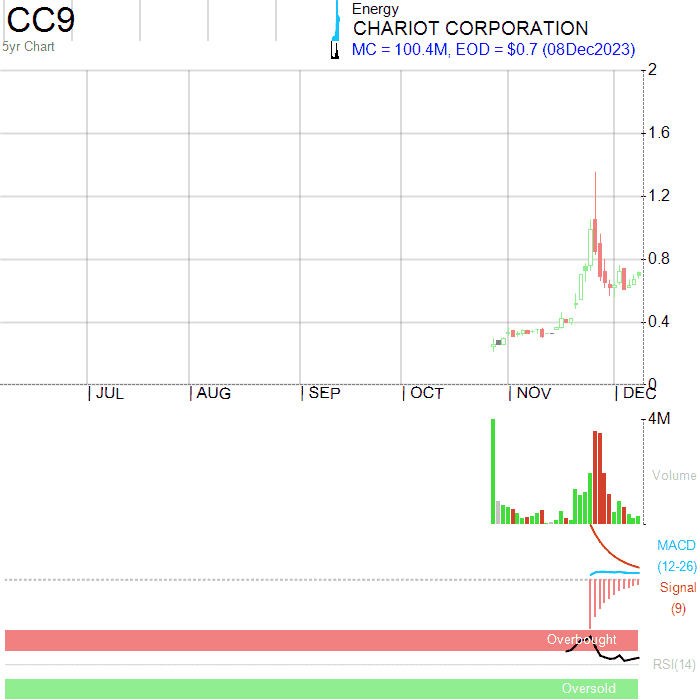 CC9
5yr Chart
Energy
CHARIOT CORPORATION
MC = 100.4M, EOD = $0.7 (08Dec2023)
2
1.6
1.2
0.8
0.4
0
JUL AUG SEP OCT NOV DEC
4M
Volume
MACD
(12-26)
Signal
(9)
Overbought
RSI(14)
Oversold